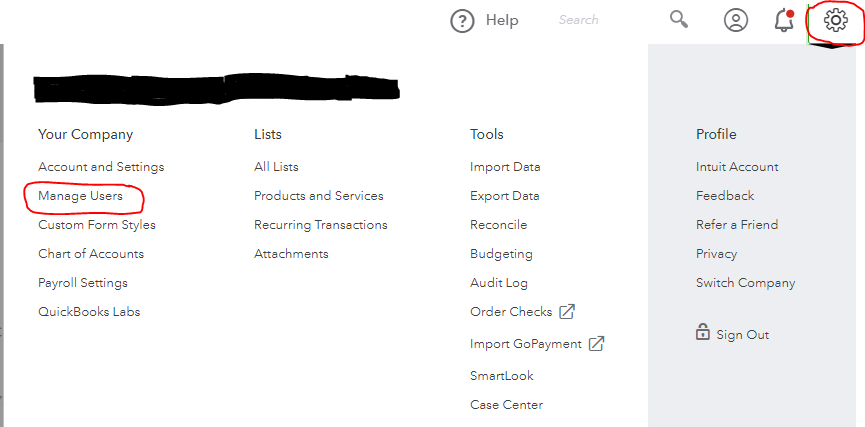 Help Search
Your Company
Account and Settings
Manage Users
Custom Form Styles
Chart of Accounts
Payroll Settings
QuickBooks Labs
Lists
All Lists
Products and Services
Recurring Transactions
Attachments
Tools
Import Data
Export Data
Reconcile
Budgeting
Audit Log
Order Checks
Import GoPayment
SmartLook
Case Center
Profile
Intuit Account
Feedback
Refer a Friend
Privacy
Switch Company
Sign Out